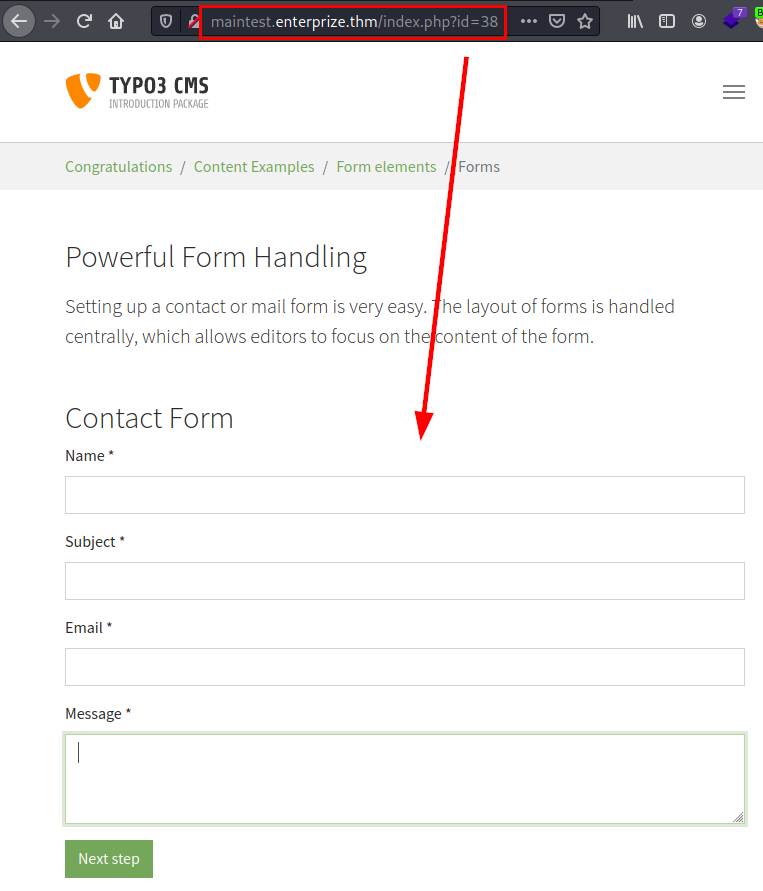 maintest.enterprize.thm/index.php?id=38
7
TYPO3 CMS
INTRODUCTION PACKAGE
Congratulations / Content Examples / Form elements / Forms
Powerful Form Handling
Setting up a contact or mail form is very easy. The layout of forms is handled
centrally, which allows editors to focus on the content of the form.
Contact Form
Name *
Subject *
Email *
Message *
Next step